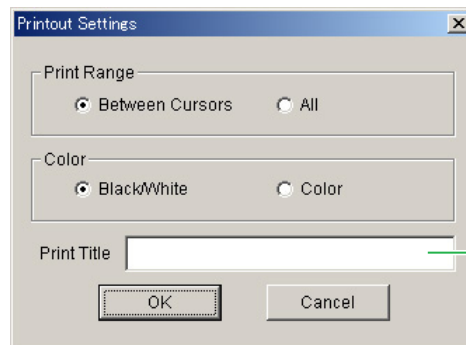 Printout Settings
Print Range
Between Cursors All
Color
Black/White Color
Print Title
OK Cancel